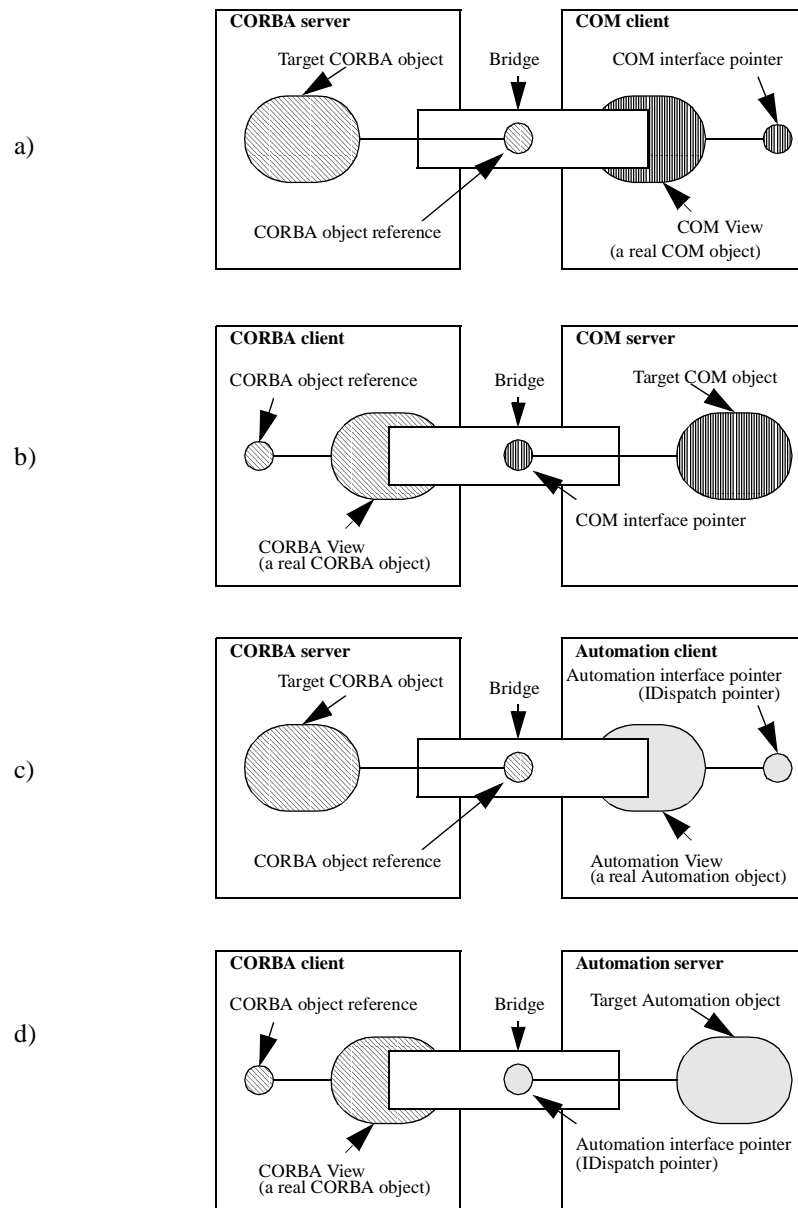 a)
CORBA server
COM client
Target CORBA object
Bridge
COM interface pointer
CORBA object reference
COM View
(a real COM object)
b)
CORBA client
COM server
CORBA object reference
Bridge
Target COM object
COM interface pointer
CORBA View
(a real CORBA object)
c)
CORBA server
Automation client
Target CORBA object
Bridge
Automation interface pointer
(IDispatch pointer)
CORBA object reference
Automation View
(a real Automation object)
d)
CORBA client
Automation server
CORBA object reference
Bridge
Target Automation object
Automation interface pointer
(IDispatch pointer)
CORBA View
(a real CORBA object)